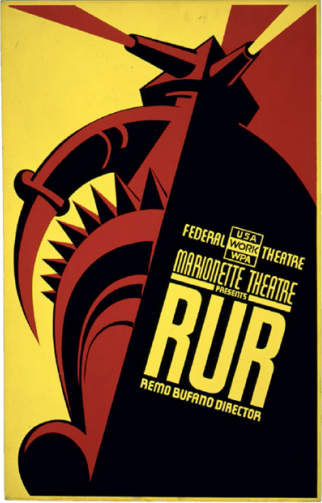 FEDERAL USA WORK WPA THEATRE
MARIONETTE THEATRE
PRESENTS
RUR
REMO BUFANO DIRECTOR